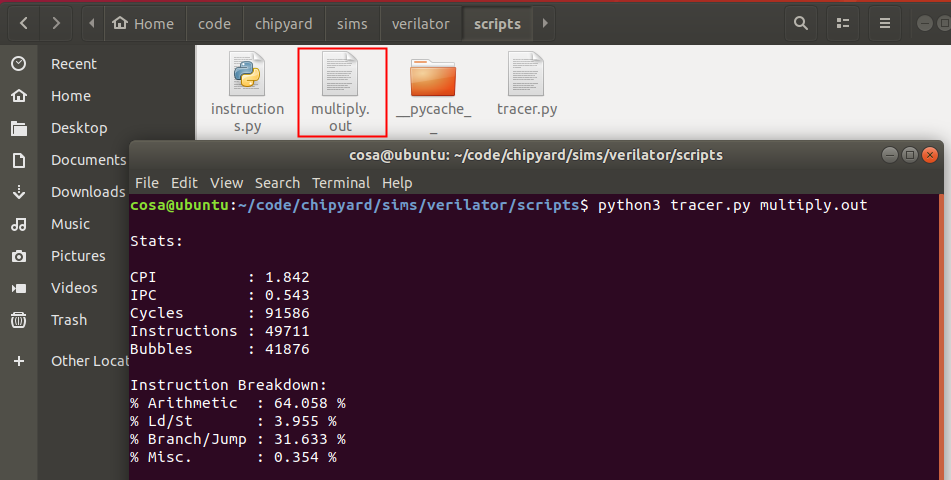 Home code chipyard sims verilator scripts
Recent
Home
Desktop
Documents
Downloads
Music
Pictures
Videos
Trash
Other Locat
instruction
s.py
multiply.
out
__pycache_
_
tracer.py
cosa@ubuntu: ~/code/chipyard/sims/verilator/scripts
File Edit View Search Terminal Help
cosa@ubuntu:~/code/chipyard/sims/verilator/scripts$ python3 tracer.py multiply.out
Stats:
CPI : 1.842
IPC : 0.543
Cycles : 91586
Instructions : 49711
Bubbles : 41876
Instruction Breakdown:
% Arithmetic : 64.058 %
% Ld/St : 3.955 %
% Branch/Jump : 31.633 %
% Misc. : 0.354 %